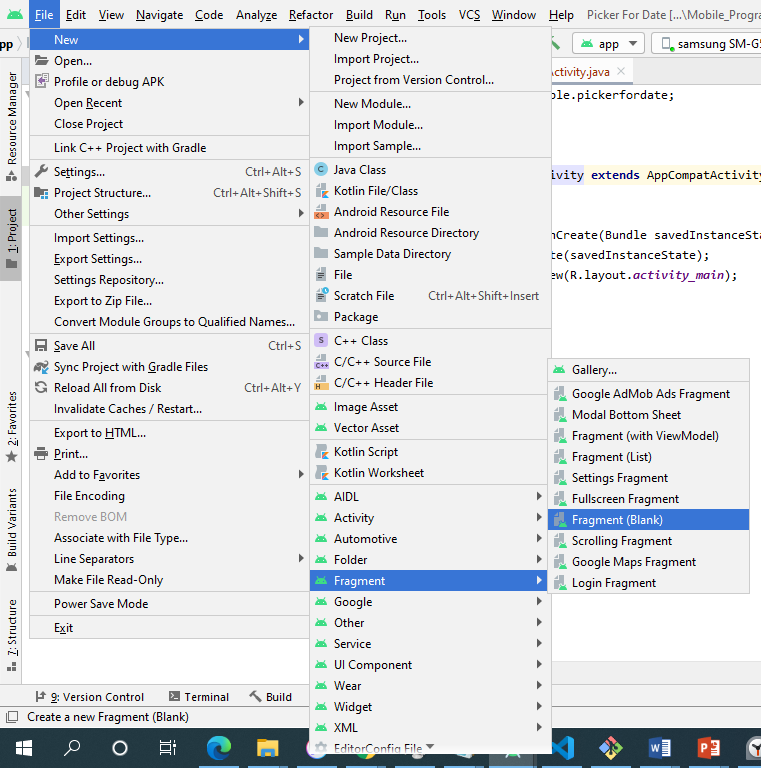 File Edit View Navigate Code Analyze Refactor Build Run Tools VCS Window Help Picker For Date [...\Mobile_Progra
pp
app
samsung SM-G5
Activity.java
Resource Manager
1: Project
2: Favorites
Build Variants
7: Structure
New
Open...
Profile or debug APK
Open Recent
Close Project
Link C++ Project with Gradle
Settings... Ctrl+Alt+S
Project Structure... Ctrl+Alt+Shift+S
Other Settings
Import Settings...
Export Settings...
Settings Repository...
Export to Zip File...
Convert Module Groups to Qualified Names...
Save All Ctrl+S
Sync Project with Gradle Files
Reload All from Disk Ctrl+Alt+Y
Invalidate Caches / Restart...
Export to HTML...
Print...
Add to Favorites
File Encoding
Remove BOM
Associate with File Type...
Line Separators
Make File Read-Only
Power Save Mode
Exit
New Project...
Import Project...
Project from Version Control...
New Module...
Import Module...
Import Sample...
Java Class
Kotlin File/Class
Android Resource File
Android Resource Directory
Sample Data Directory
File
Scratch File Ctrl+Alt+Shift+Insert
Package
C++ Class
C/C++ Source File
C/C++ Header File
Image Asset
Vector Asset
Kotlin Script
Kotlin Worksheet
AIDL
Activity
Automotive
Folder
Fragment
Google
Other
Service
UI Component
Wear
Widget
XML
EditorConfig File
ple.pickerfordate;
ivity extends AppCompatActivity
nCreate(Bundle savedInstanceSta
te(savedInstanceState);
ew(R.layout.activity_main);
Gallery...
Google AdMob Ads Fragment
Modal Bottom Sheet
Fragment (with ViewModel)
Fragment (List)
Settings Fragment
Fullscreen Fragment
Fragment (Blank)
Scrolling Fragment
Google Maps Fragment
Login Fragment
9: Version Control Terminal Build
Create a new Fragment (Blank)